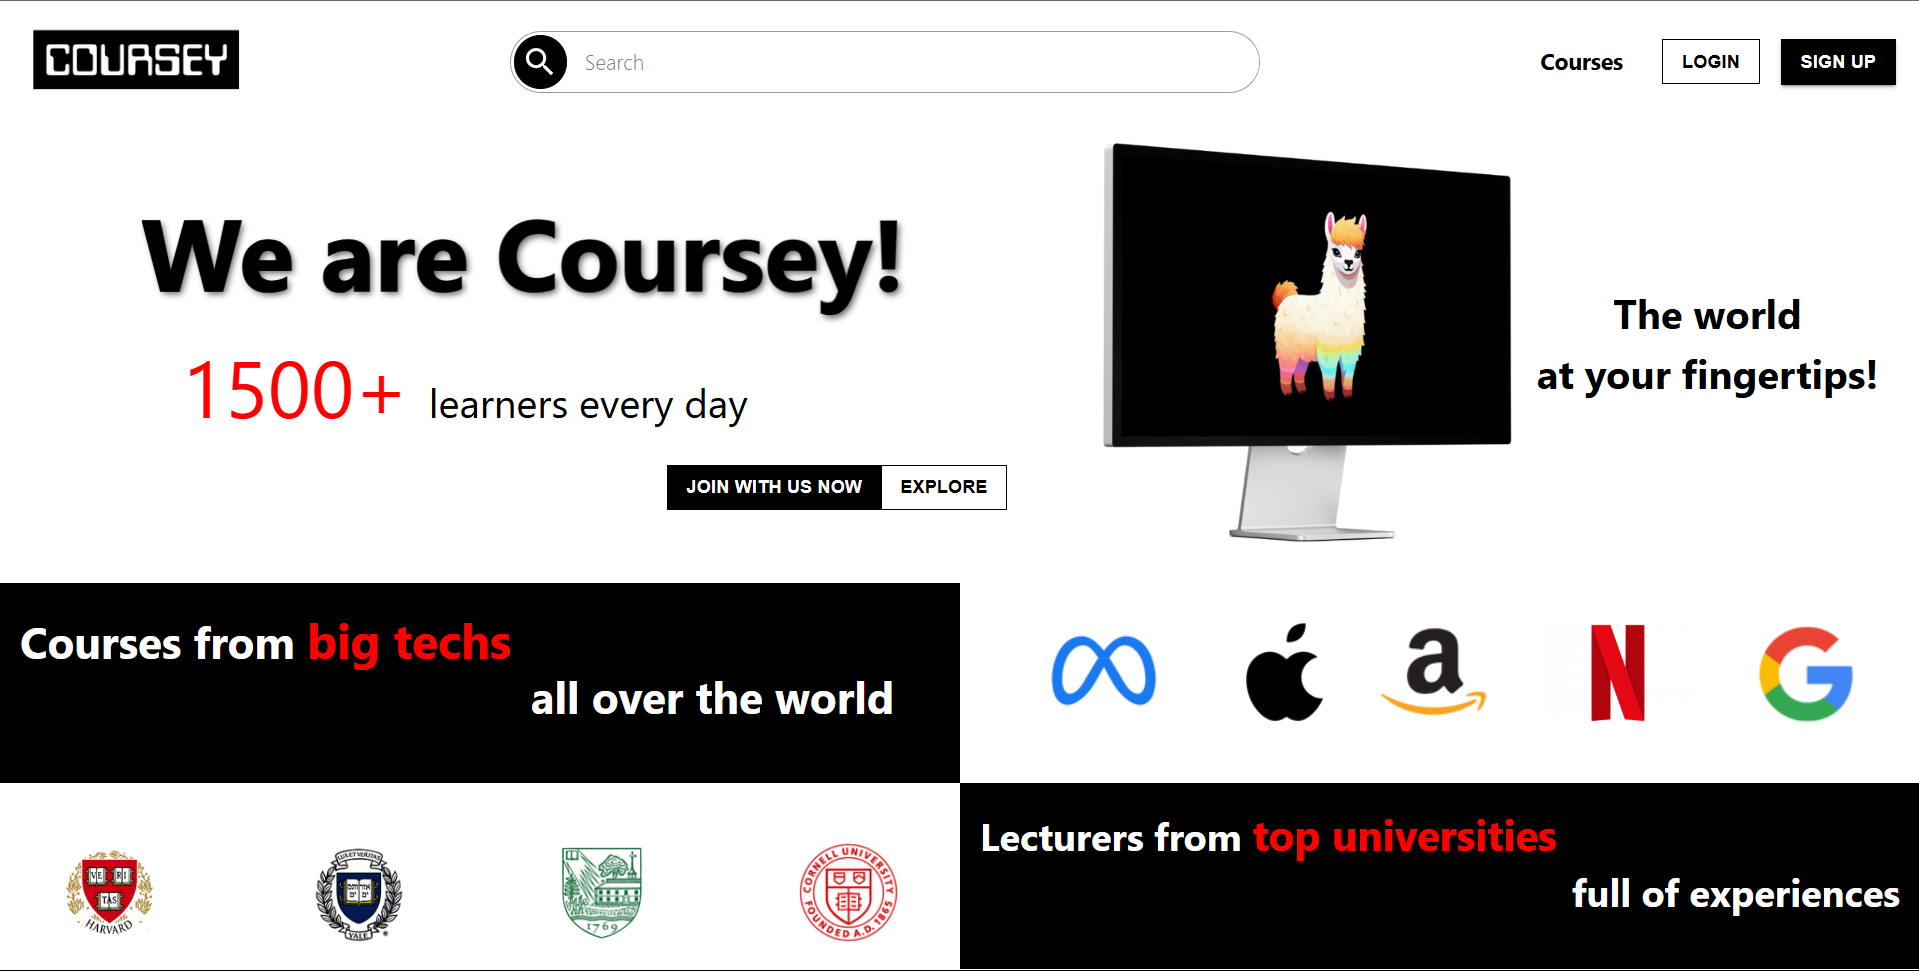 COURSEY
Search
Courses
LOGIN
SIGN UP
We are Coursey!
1500+ learners every day
JOIN WITH US NOW
EXPLORE
The world
at your fingertips!
Courses from big techs
all over the world
a
N
G
VE RI
TAS
HARVARD
LUX ET VERITAS
YALE
1769
CORNELL UNIVERSITY
FOUNDED A.D. 1865
Lecturers from top universities
full of experiences